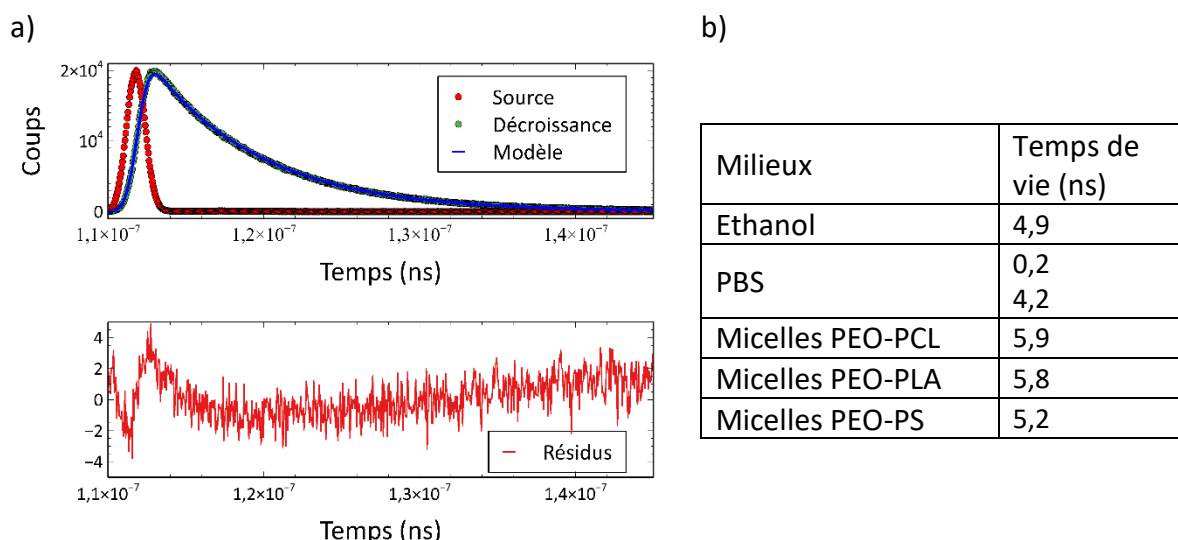 a)
2×10⁴
10⁴
0
Coups
Source
Décroissance
Modèle
1,1×10⁻⁷
1,2×10⁻⁷
1,3×10⁻⁷
1,4×10⁻⁷
Temps (ns)
4
2
0
−2
−4
Résidus
1,1×10⁻⁷
1,2×10⁻⁷
1,3×10⁻⁷
1,4×10⁻⁷
Temps (ns)
b)
Milieux
Temps de
vie (ns)
Ethanol
4,9
PBS
0,2
4,2
Micelles PEO-PCL
5,9
Micelles PEO-PLA
5,8
Micelles PEO-PS
5,2